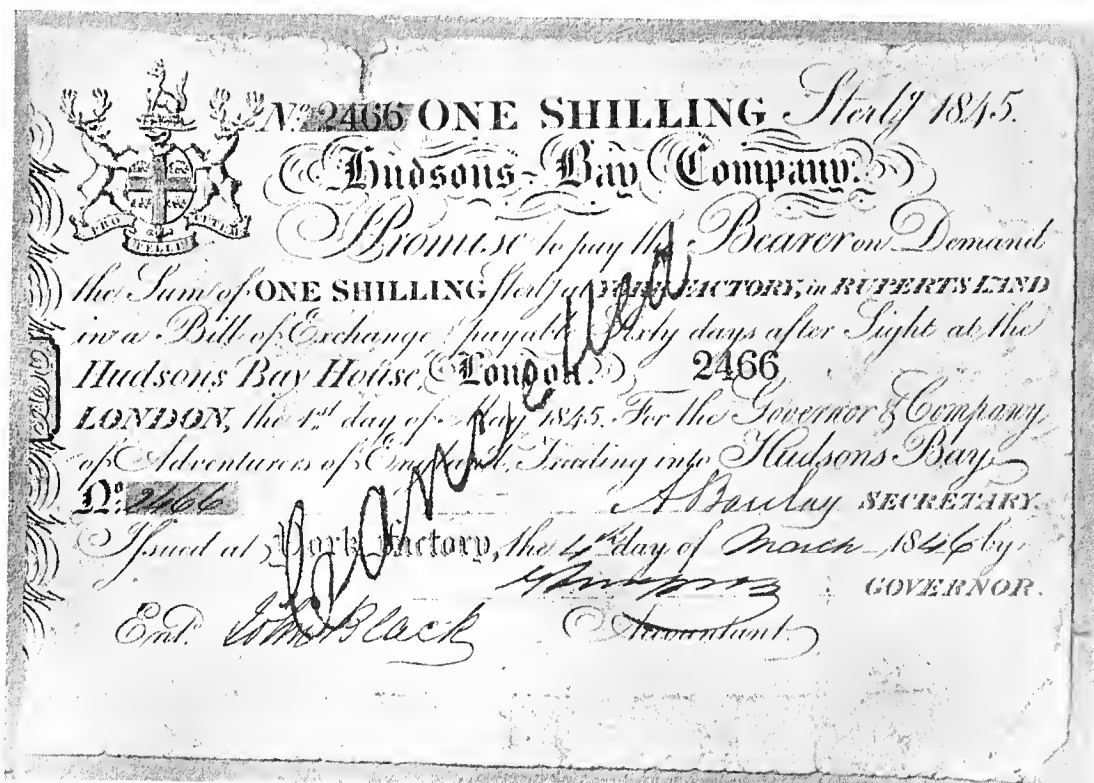 Nº 2466 ONE SHILLING Sterlg 1845.
Hudsons-Bay Company.
PRO PELLE CUTEM
I Promise to pay the Bearer on Demand
the Sum of ONE SHILLING Sterlg at YORK FACTORY, in RUPERTS LAND
in a Bill of Exchange payable Sixty days after Sight at the
Hudsons Bay House, London. 2466
LONDON, the 1st day of May 1845. For the Governor & Company
of Adventurers of England, Trading into Hudsons Bay
Nº 2466 A Barclay SECRETARY.
Issued at York Factory, the 4th day of March 1846 by
GOVERNOR.
Ent. John Black Accountant
Cancelled